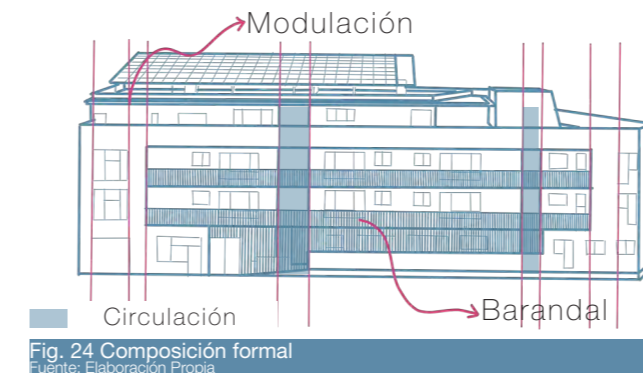 Modulación
Barandal
Circulación
Fig. 24 Composición formal
Fuente: Elaboración Propia